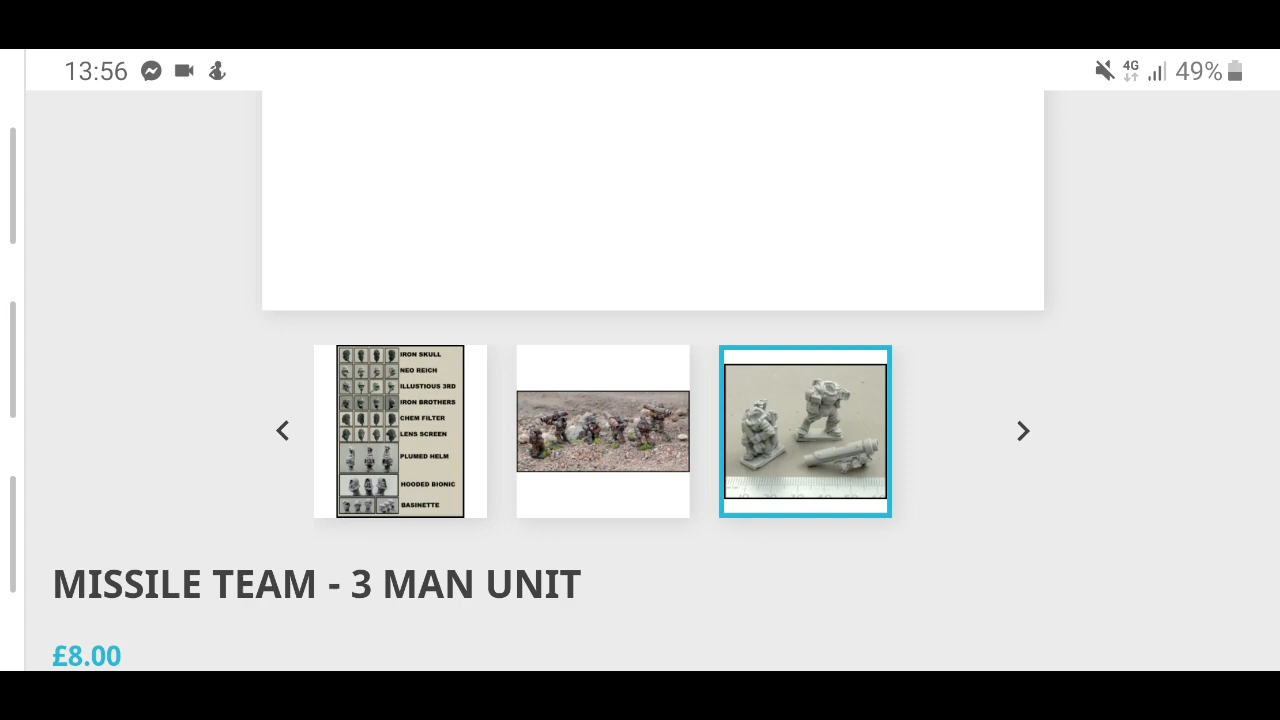 13:56 4G 49%
IRON SKULL
NEO REICH
ILLUSTIOUS 3RD
IRON BROTHERS
CHEM FILTER
LENS SCREEN
PLUMED HELM
HOODED BIONIC
BASINETTE
MISSILE TEAM - 3 MAN UNIT
£8.00